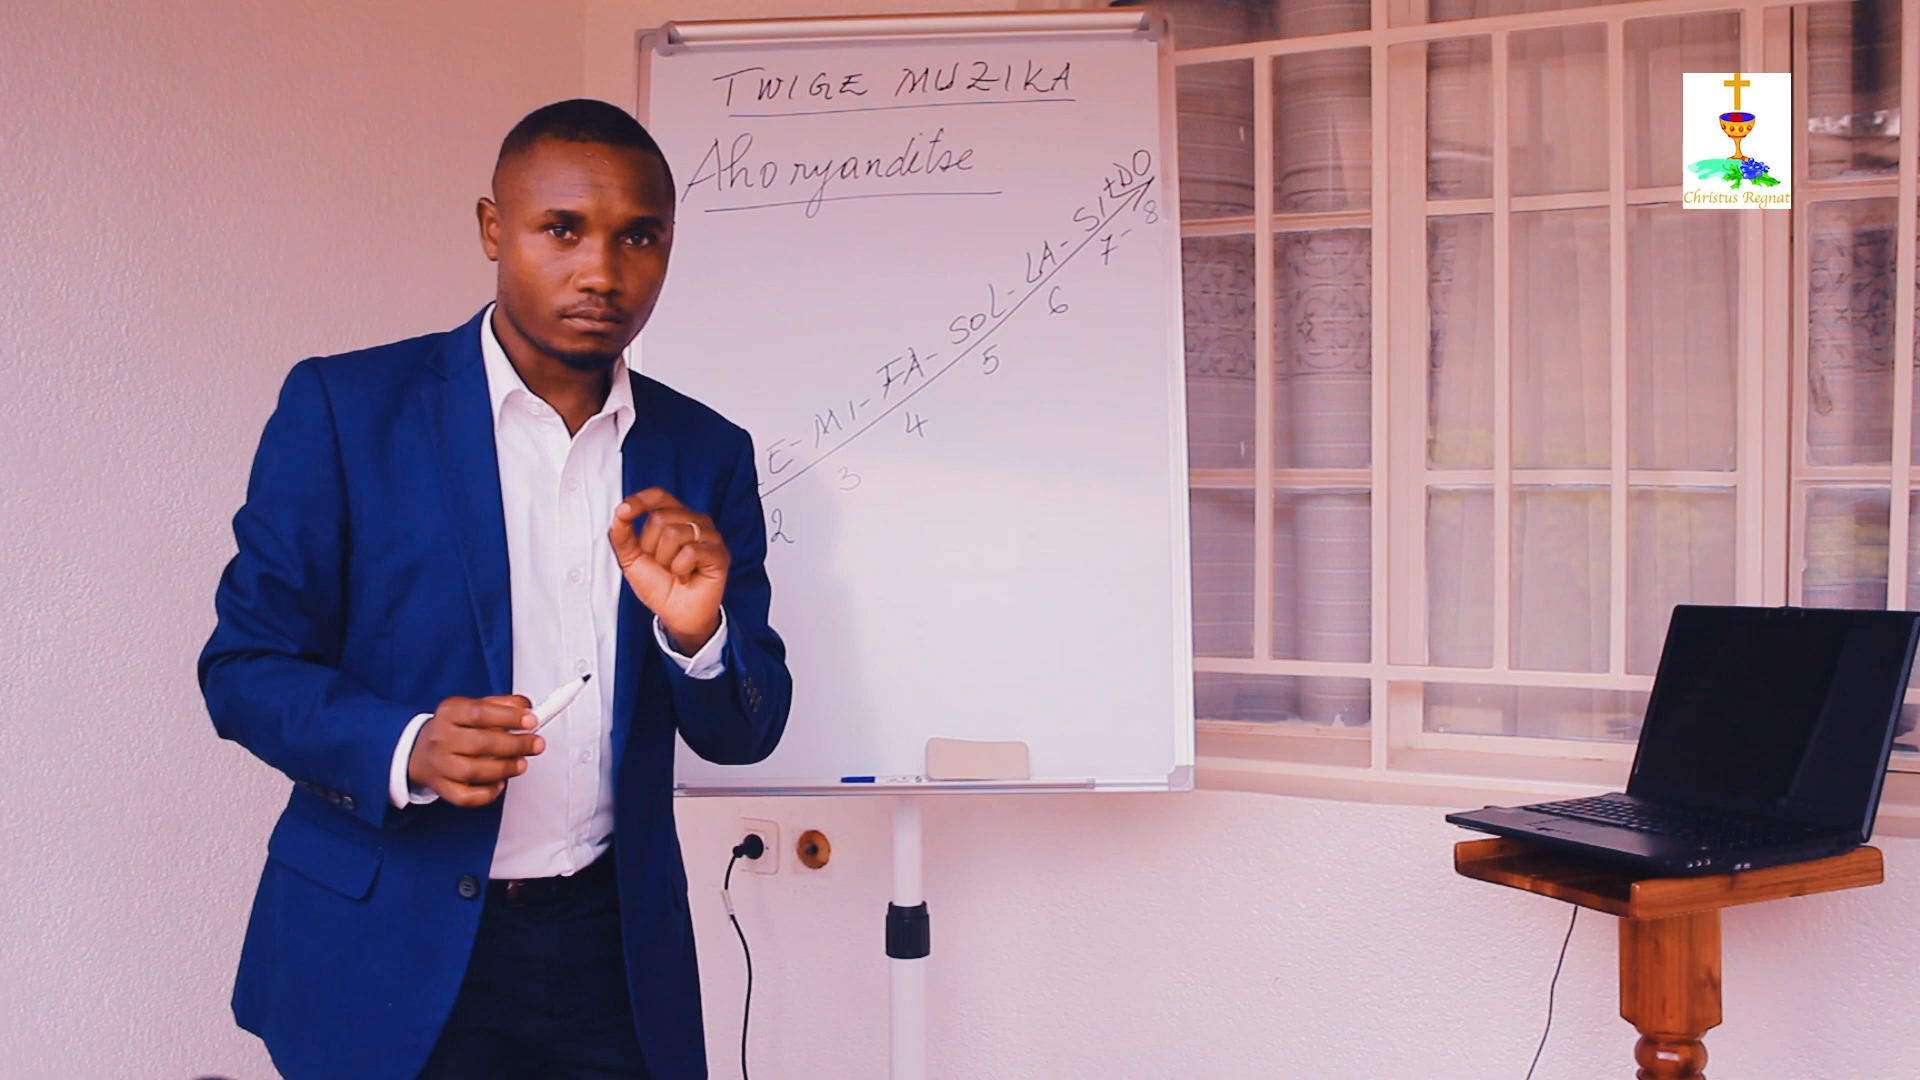 TWIGE MUZIKA
Ahoryanditse
E-MI-FA-SOL-LA-SI+DO
2 3 4 5 6 7-8
Christus Regnat